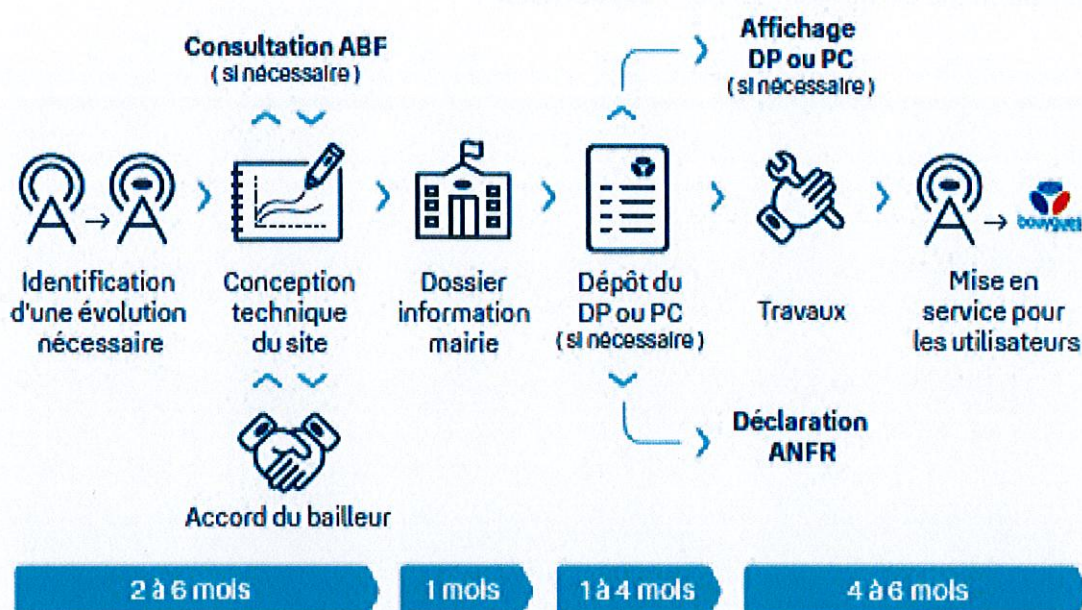 Consultation ABF
( si nécessaire )
Affichage
DP ou PC
( si nécessaire )
Identification
d'une évolution
nécessaire
Conception
technique
du site
Dossier
information
mairie
Dépôt du
DP ou PC
( si nécessaire )
Travaux
bouygues
Mise en
service pour
les utilisateurs
Accord du bailleur
Déclaration
ANFR
2 à 6 mois
1 mois
1 à 4 mois
4 à 6 mois